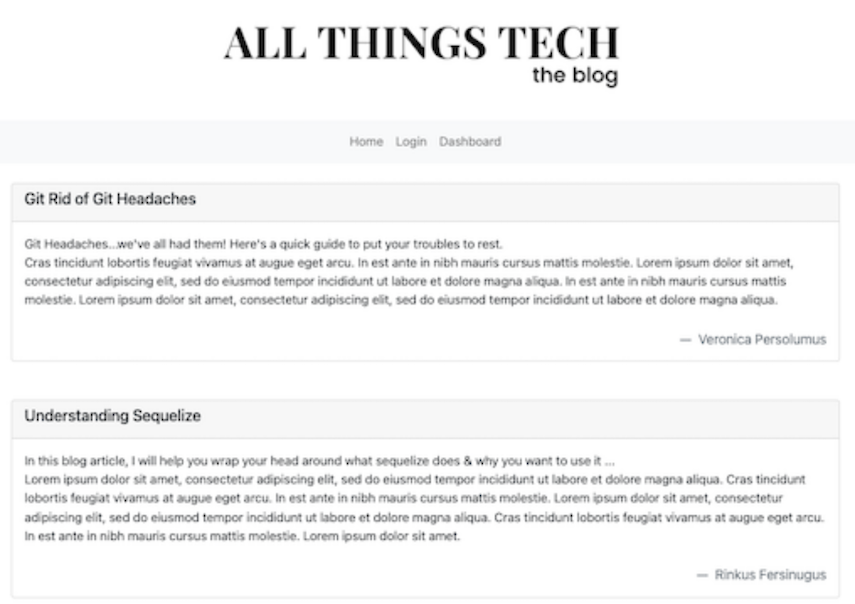 ALL THINGS TECH
the blog
Home Login Dashboard
Git Rid of Git Headaches
Git Headaches...we've all had them! Here's a quick guide to put your troubles to rest.
Cras tincidunt lobortis feugiat vivamus at augue eget arcu. In est ante in nibh mauris cursus mattis molestie. Lorem ipsum dolor sit amet,
consectetur adipiscing elit, sed do eiusmod tempor incididunt ut labore et dolore magna aliqua. In est ante in nibh mauris cursus mattis
molestie. Lorem ipsum dolor sit amet, consectetur adipiscing elit, sed do eiusmod tempor incididunt ut labore et dolore magna aliqua.
— Veronica Persolumus
Understanding Sequelize
In this blog article, I will help you wrap your head around what sequelize does & why you want to use it ...
Lorem ipsum dolor sit amet, consectetur adipiscing elit, sed do eiusmod tempor incididunt ut labore et dolore magna aliqua. Cras tincidunt
lobortis feugiat vivamus at augue eget arcu. In est ante in nibh mauris cursus mattis molestie. Lorem ipsum dolor sit amet, consectetur
adipiscing elit, sed do eiusmod tempor incididunt ut labore et dolore magna aliqua. Cras tincidunt lobortis feugiat vivamus at augue eget arcu.
In est ante in nibh mauris cursus mattis molestie. Lorem ipsum dolor sit amet.
— Rinkus Fersinugus